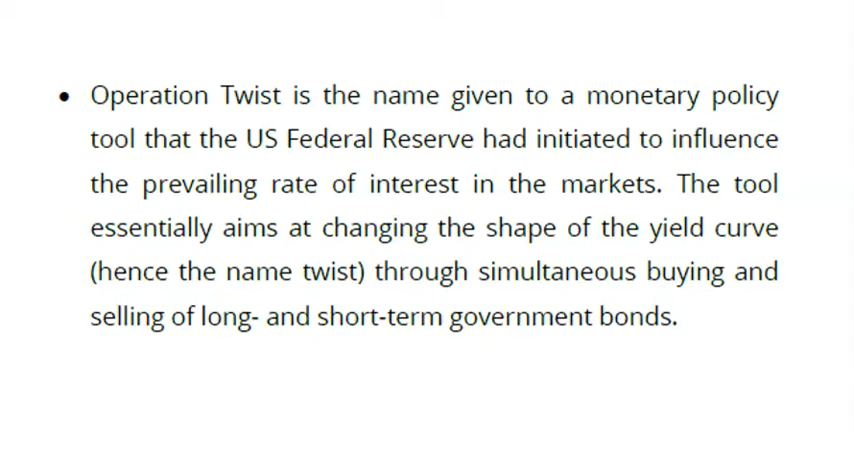 • Operation Twist is the name given to a monetary policy
tool that the US Federal Reserve had initiated to influence
the prevailing rate of interest in the markets. The tool
essentially aims at changing the shape of the yield curve
(hence the name twist) through simultaneous buying and
selling of long- and short-term government bonds.